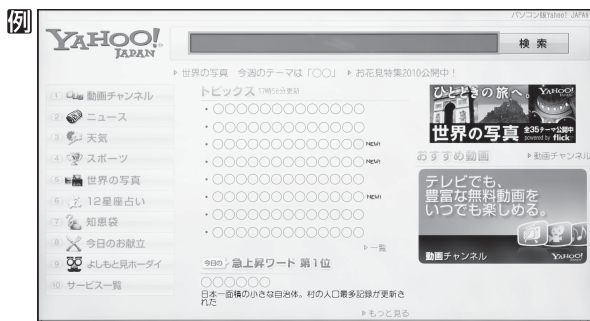 例
パソコン版Yahoo! JAPAN
YAHOO!
JAPAN
検 索
世界の写真 今週のテーマは「○○」 お花見特集2010公開中！
1 動画チャンネル
2 ニュース
3 天気
4 スポーツ
5 世界の写真
6 12星座占い
7 知恵袋
8 今日のお献立
9 よしもと見ホーダイ
10 サービス一覧
トピックス 17時56分更新
・○○○○○○○○○○○○○
・○○○○○○○○○○○○○
・○○○○○○○○○○○○○ NEW!
・○○○○○○○○○○○○○
・○○○○○○○○○○○○○
・○○○○○○○○○○○○○ NEW!
・○○○○○○○○○○○○○
・○○○○○○○○○○○○○
一覧
今日の 急上昇ワード 第1位
○○○○○○
日本一面積の小さな自治体。村の人口最多記録が更新さ
れた
もっと見る
ひとときの旅へ。 YAHOO! JAPAN
世界の写真 全35テーマ公開中
powered by flickr
おすすめ動画 動画チャンネル
テレビでも、
豊富な無料動画を
いつでも楽しめる。
動画チャンネル YAHOO! JAPAN